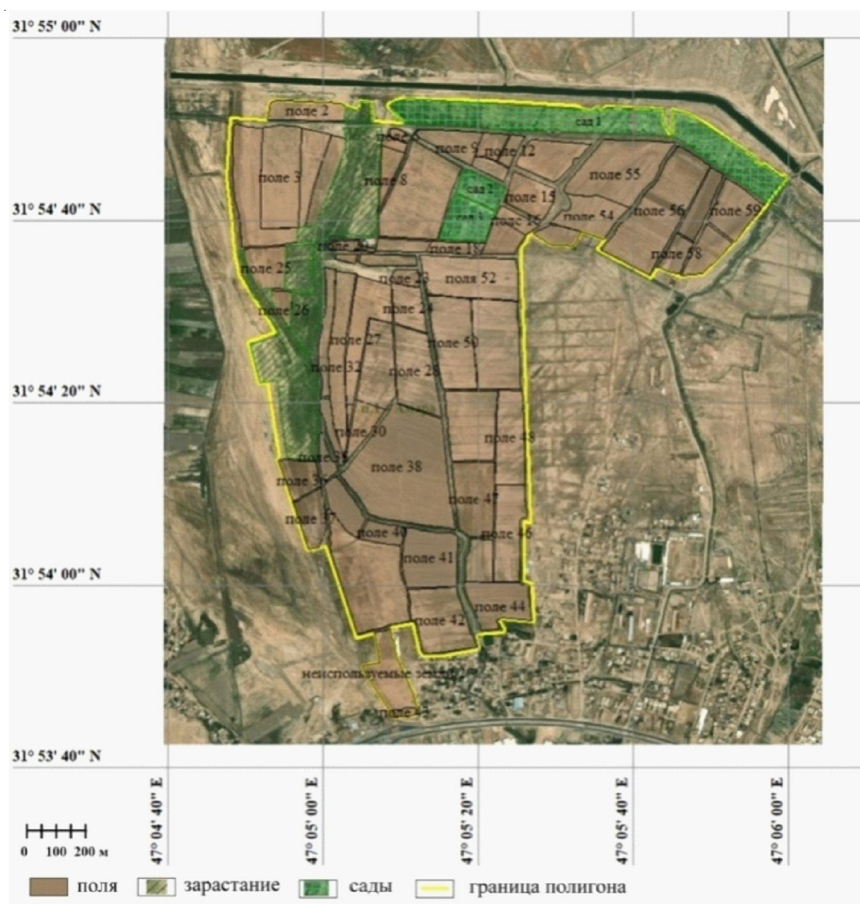 31° 55' 00" N
поле 2
сад 1
поле 9
поле 12
поле 3
поле 8
сад 2
поле 15
поле 55
31° 54' 40" N
поле 16
поле 54
поле 56
поле 59
поле 58
поле 25
поле 23
поля 52
поле 26
поле 24
поле 27
поле 50
поле 32
поле 28
31° 54' 20" N
поле 30
поле 48
поле 35
поле 38
поле 36
поле 47
поле 37
поле 40
поле 46
поле 41
31° 54' 00" N
поле 42
поле 44
неиспользуемые
31° 53' 40" N
47° 04' 40" E
47° 05' 00" E
47° 05' 20" E
47° 05' 40" E
47° 06' 00" E
0 100 200 м
поля зарастание сады граница полигона